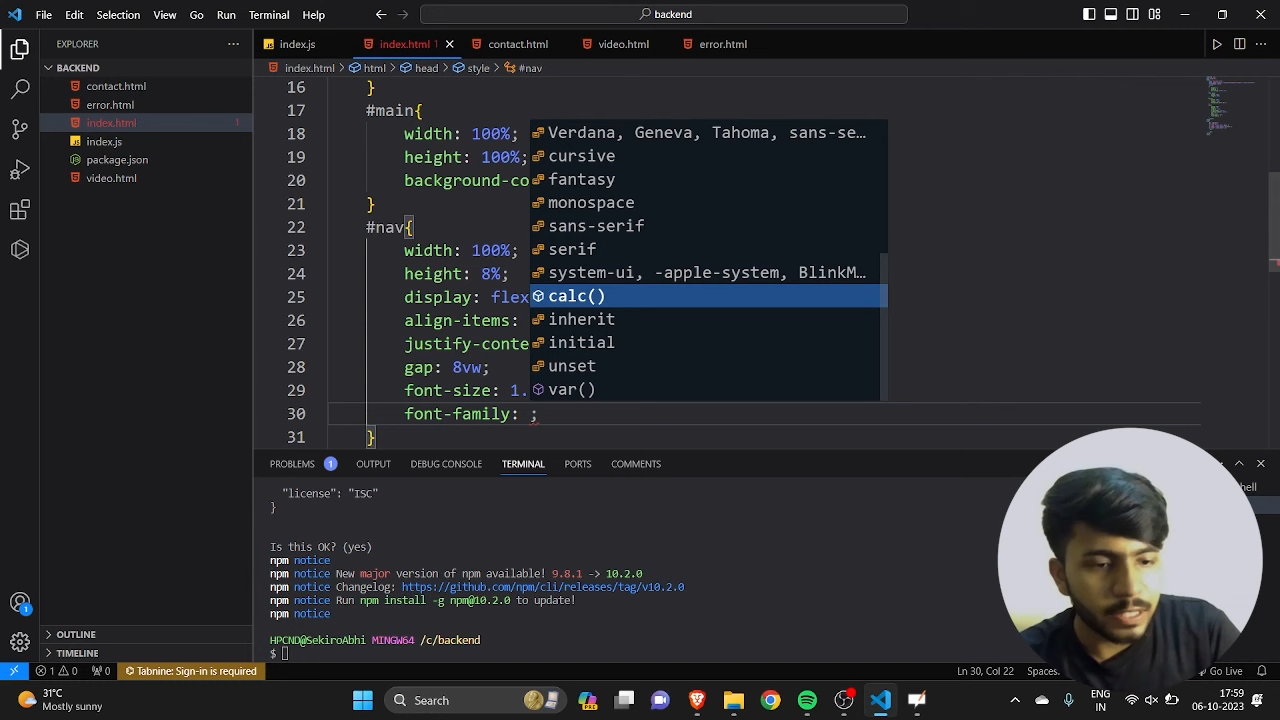 File Edit Selection View Go Run Terminal Help
backend
EXPLORER
index.js
index.html 1
contact.html
video.html
error.html
BACKEND
index.html > html > head > style > #nav
contact.html
error.html
index.html 1
index.js
package.json
video.html
16 }
17 #main{
18 width: 100%;
19 height: 100%;
20 background-co
21 }
22 #nav{
23 width: 100%;
24 height: 8%;
25 display: flex
26 align-items:
27 justify-conte
28 gap: 8vw;
29 font-size: 1.
30 font-family: ;
31 }
Verdana, Geneva, Tahoma, sans-se…
cursive
fantasy
monospace
sans-serif
serif
system-ui, -apple-system, BlinkM…
calc()
inherit
initial
unset
var()
PROBLEMS 1 OUTPUT DEBUG CONSOLE TERMINAL PORTS COMMENTS
"license": "ISC"
}
Is this OK? (yes)
npm notice
npm notice New major version of npm available! 9.8.1 -> 10.2.0
npm notice Changelog: https://github.com/npm/cli/releases/tag/v10.2.0
npm notice Run npm install -g npm@10.2.0 to update!
npm notice
HPCND@SekiroAbhi MINGW64 /c/backend
$
OUTLINE
TIMELINE
1
1 0 0 Tabnine: Sign-in is required
Ln 30, Col 22 Spaces: Go Live
31°C
Mostly sunny
Search
PRE
ENG
IN
17:59
06-10-2023